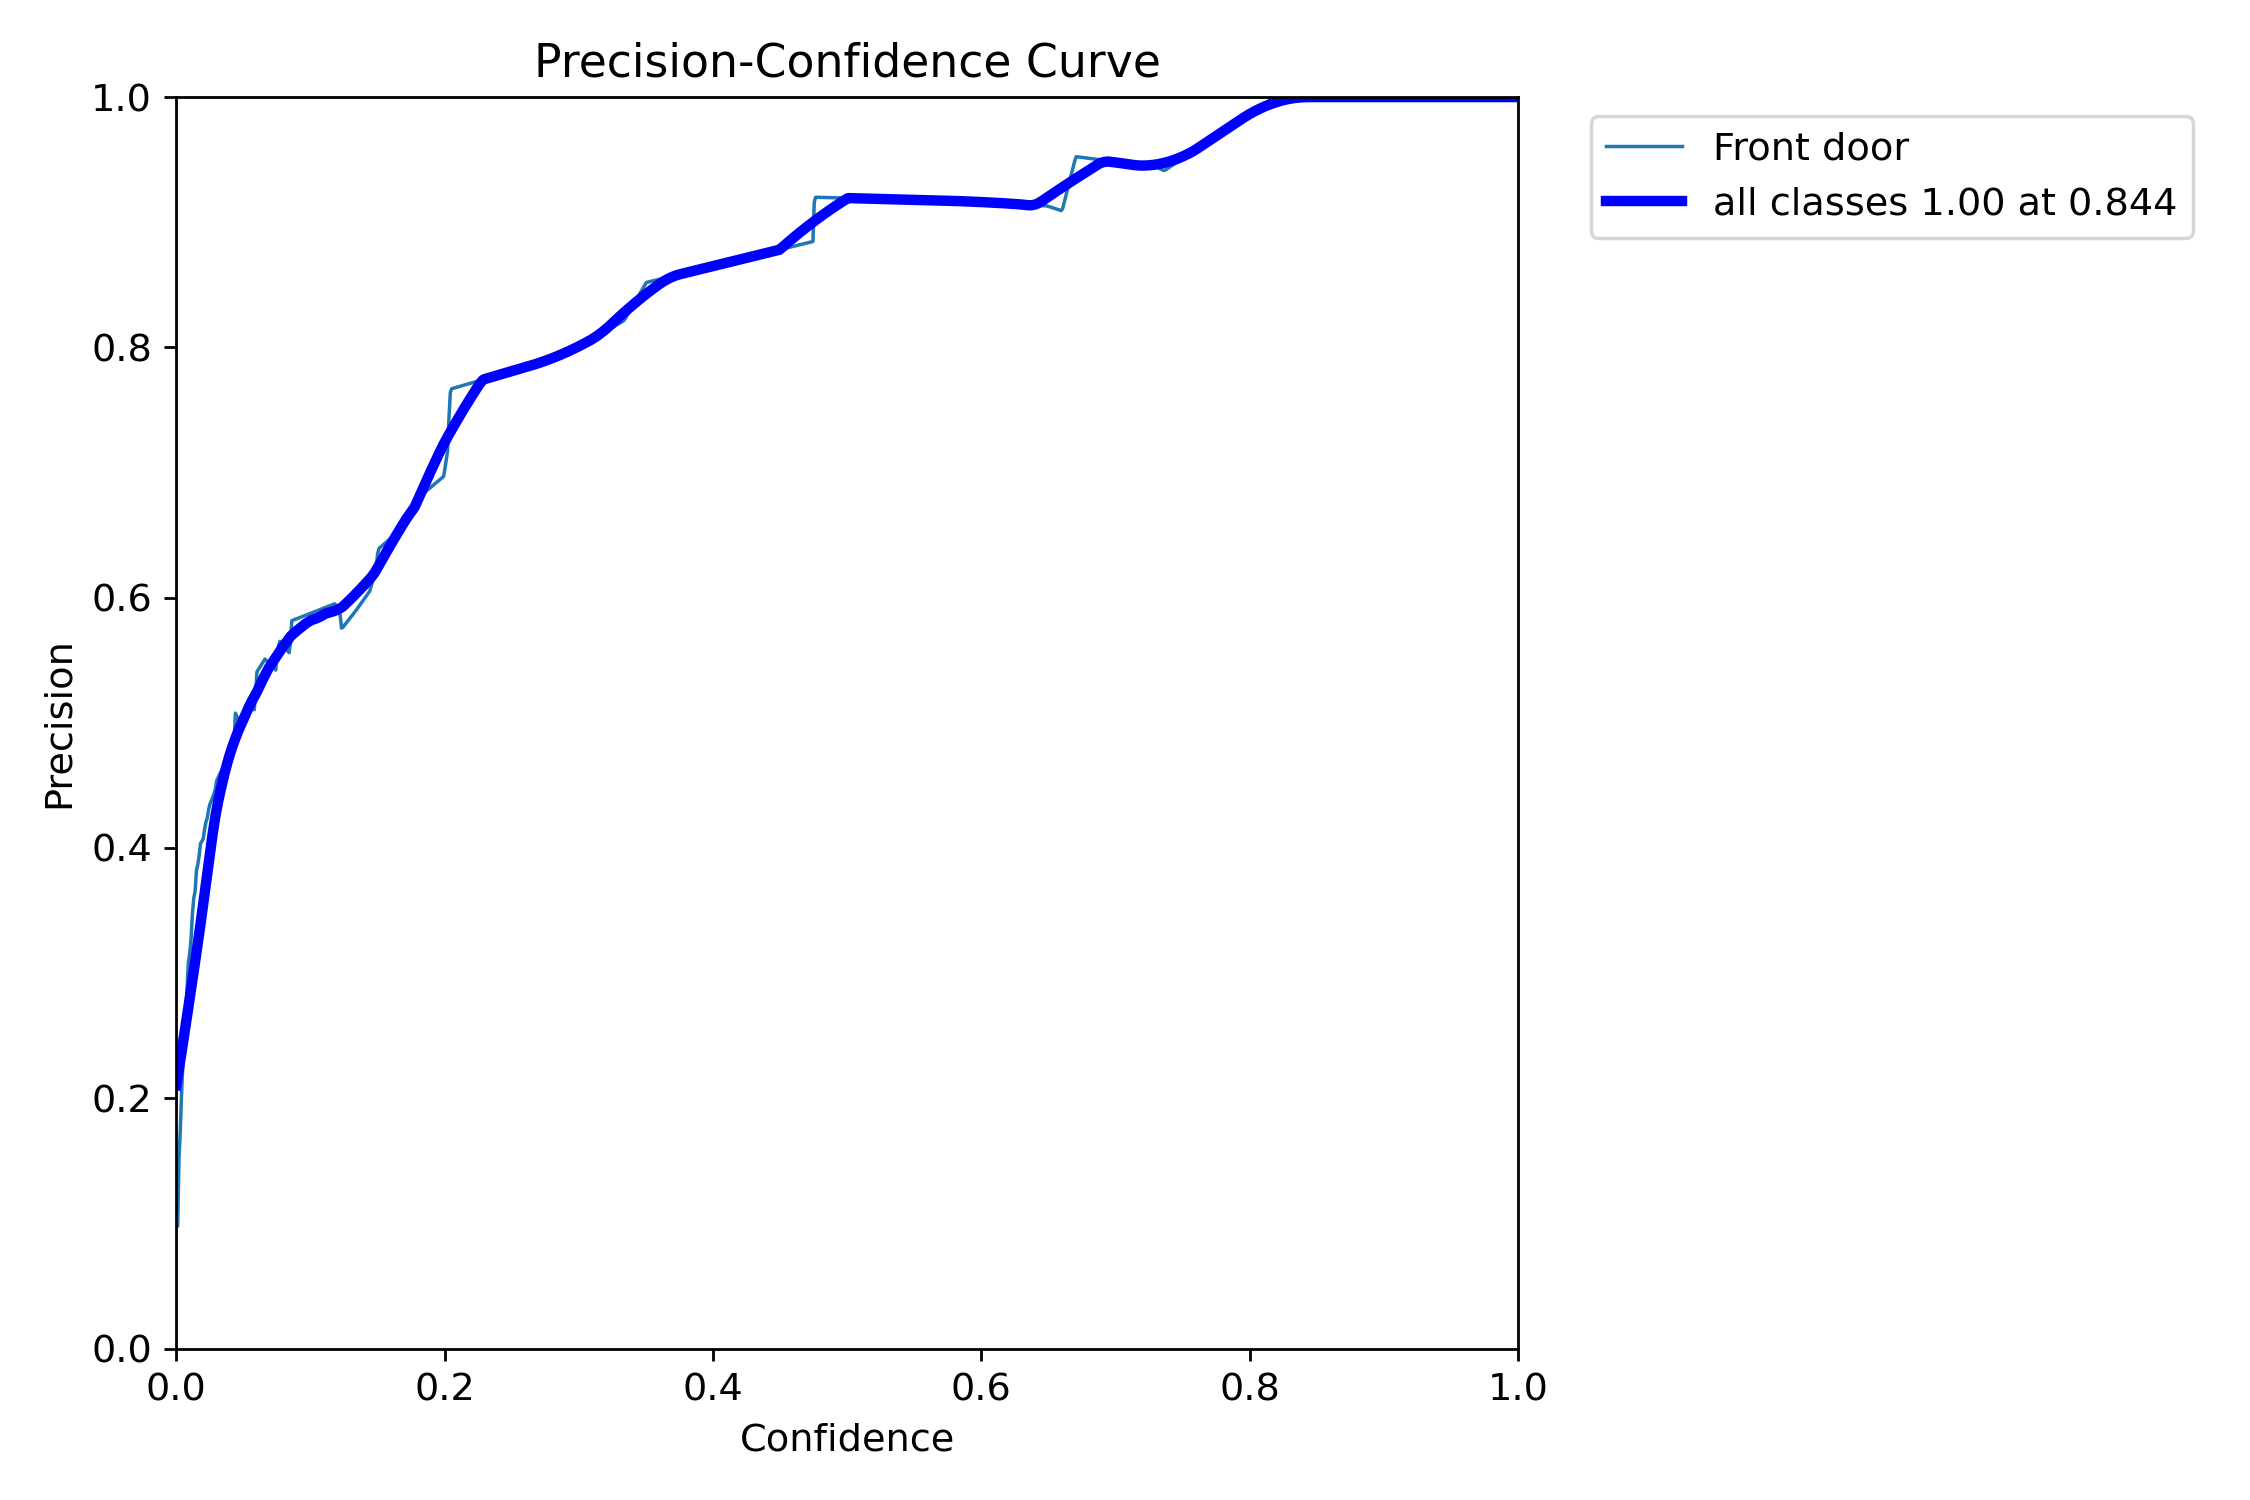 Precision-Confidence Curve
1.0
0.8
0.6
0.4
0.2
0.0
Precision
0.0 0.2 0.4 0.6 0.8 1.0
Confidence
Front door
all classes 1.00 at 0.844